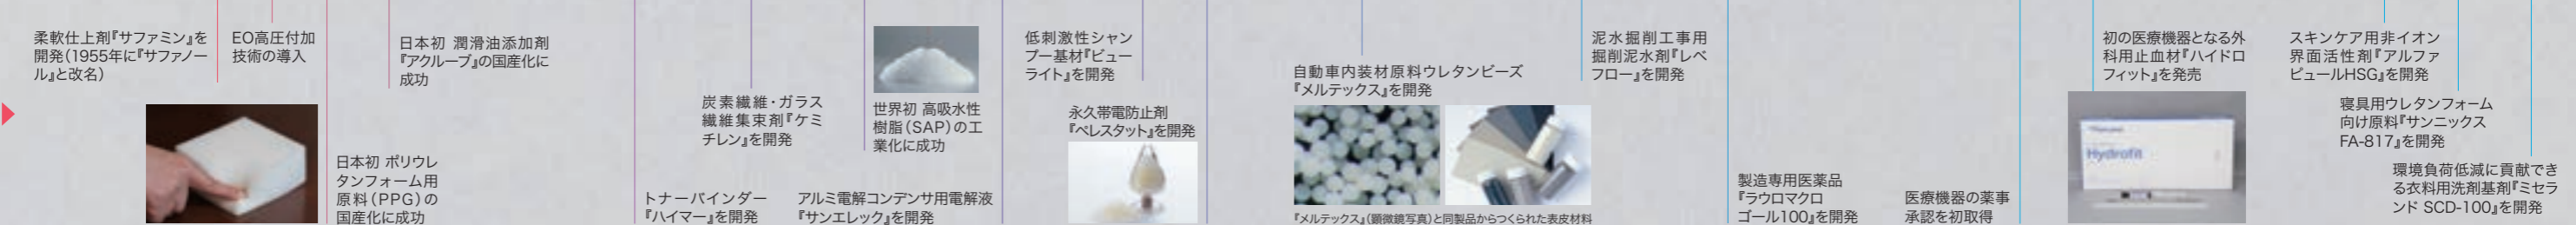 柔軟仕上剤『サファミン』を
開発(1955年に『サファノー
ル』と改名)
EO高圧付加
技術の導入
日本初 ポリウレ
タンフォーム用
原料(PPG)の
国産化に成功
日本初 潤滑油添加剤
『アクルーブ』の国産化に
成功
トナーバインダー
『ハイマー』を開発
炭素繊維・ガラス
繊維集束剤『ケミ
チレン』を開発
アルミ電解コンデンサ用電解液
『サンエレック』を開発
世界初 高吸水性
樹脂(SAP)の工
業化に成功
低刺激性シャン
プー基材『ビュー
ライト』を開発
永久帯電防止剤
『ペレスタット』を開発
自動車内装材原料ウレタンビーズ
『メルテックス』を開発
『メルテックス』(顕微鏡写真)と同製品からつくられた表皮材料
泥水掘削工事用
掘削泥水剤『レベ
フロー』を開発
製造専用医薬品
『ラウロマクロ
ゴール100』を開発
医療機器の薬事
承認を初取得
初の医療機器となる外
科用止血材『ハイドロ
フィット』を発売
Hydrofit
スキンケア用非イオン
界面活性剤『アルファ
ピュールHSG』を開発
寝具用ウレタンフォーム
向け原料『サンニックス
FA-817』を開発
環境負荷低減に貢献でき
る衣料用洗剤基剤『ミセラ
ンド SCD-100』を開発